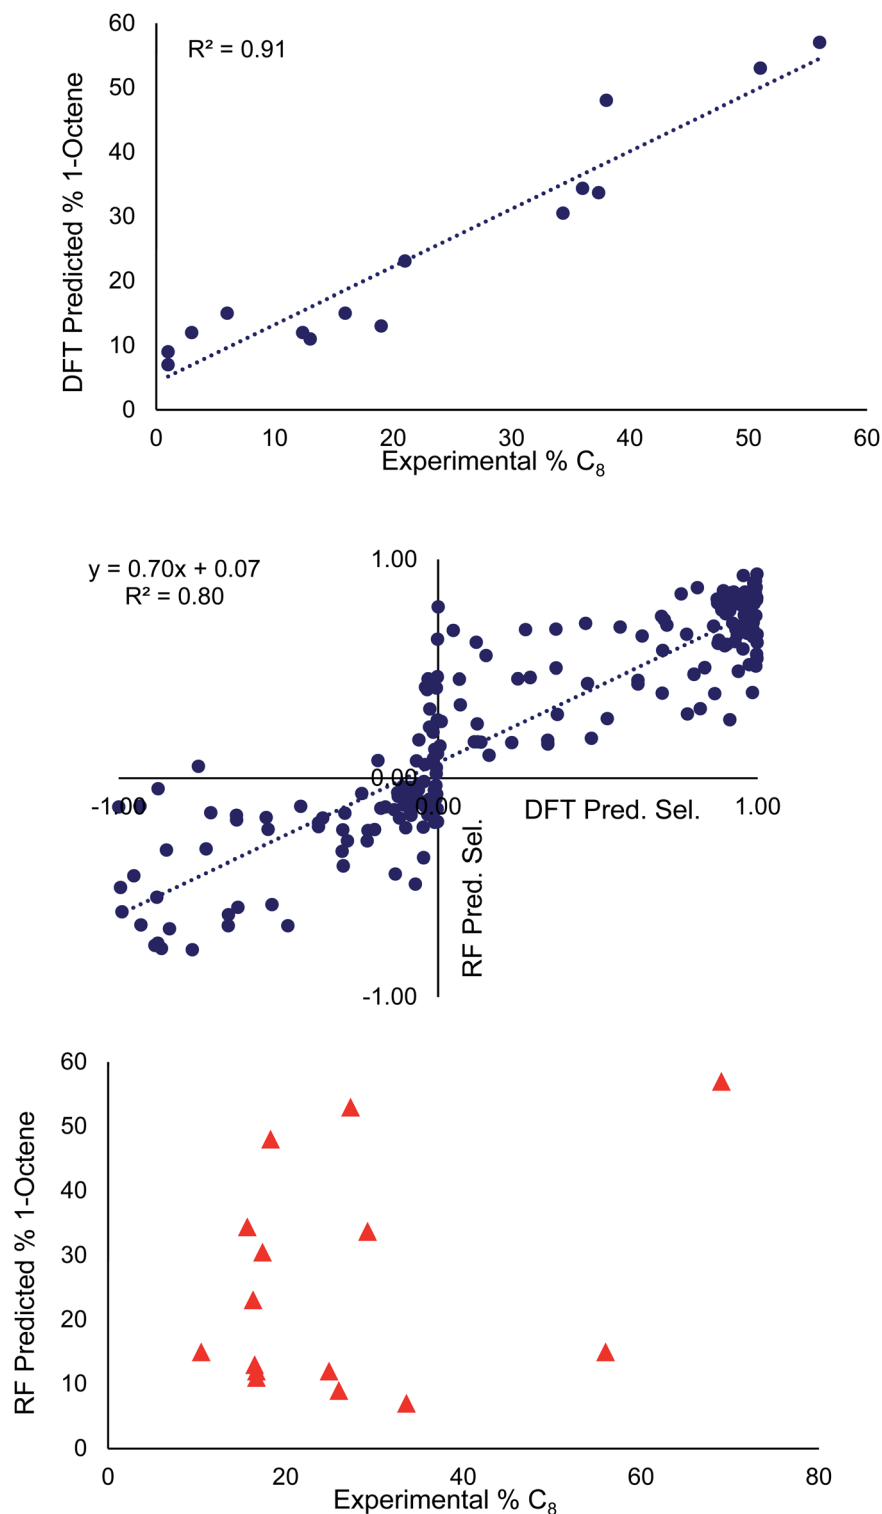 60
R² = 0.91
50
40
30
20
10
0
DFT Predicted % 1-Octene
0 10 20 30 40 50 60
Experimental % C₈
y = 0.70x + 0.07
R² = 0.80
1.00
0.00
-1.00 0.00 DFT Pred. Sel. 1.00
RF Pred. Sel.
-1.00
60
50
40
30
20
10
0
RF Predicted % 1-Octene
0 20 40 60 80
Experimental % C₈